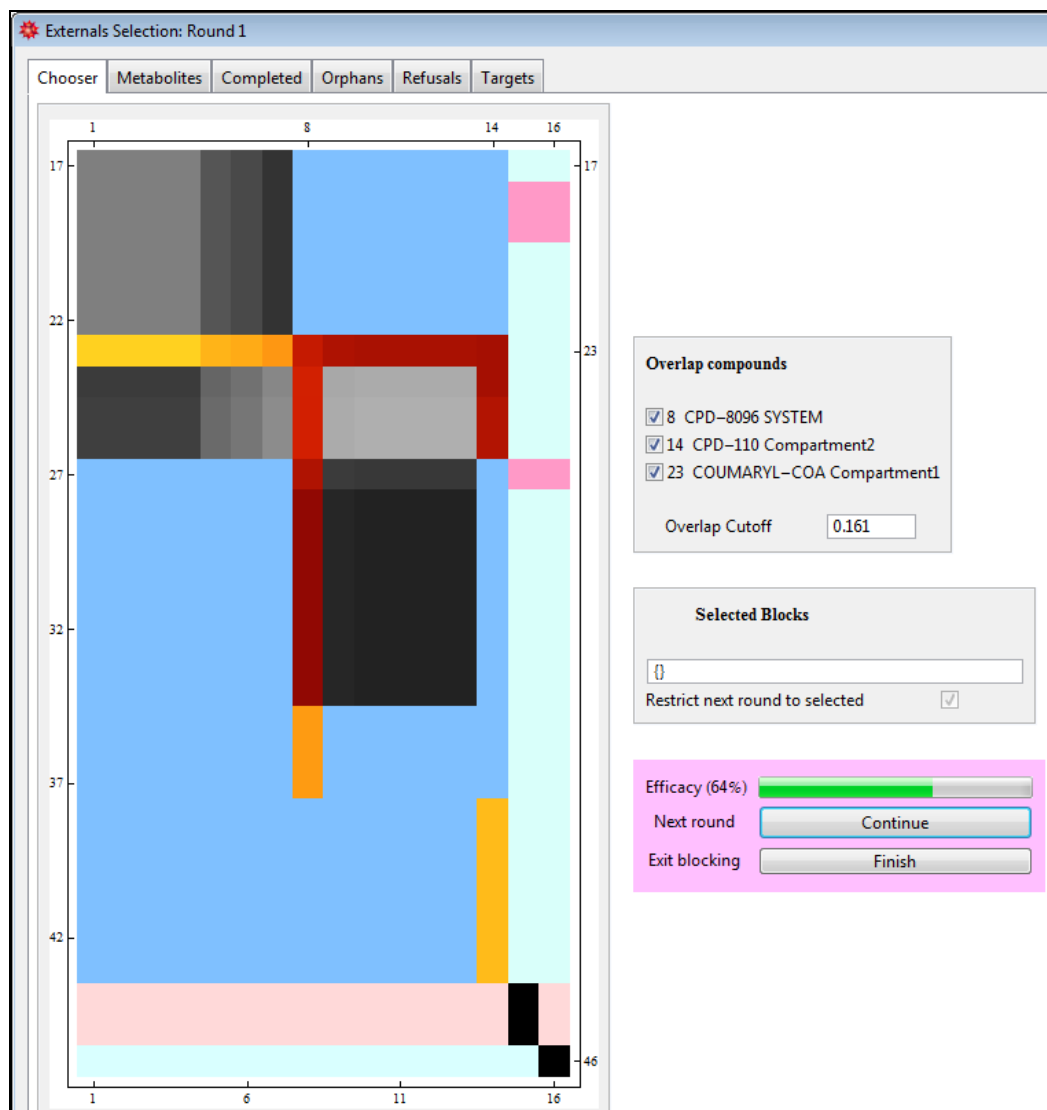 Externals Selection: Round 1
Chooser Metabolites Completed Orphans Refusals Targets
1 8 14 16
17 17
22
23
Overlap compounds
8 CPD−8096 SYSTEM
14 CPD−110 Compartment2
23 COUMARYL−COA Compartment1
27
Overlap Cutoff 0.161
Selected Blocks
32
{}
Restrict next round to selected
37
Efficacy (64%)
Next round Continue
Exit blocking Finish
42
46
1 6 11 16